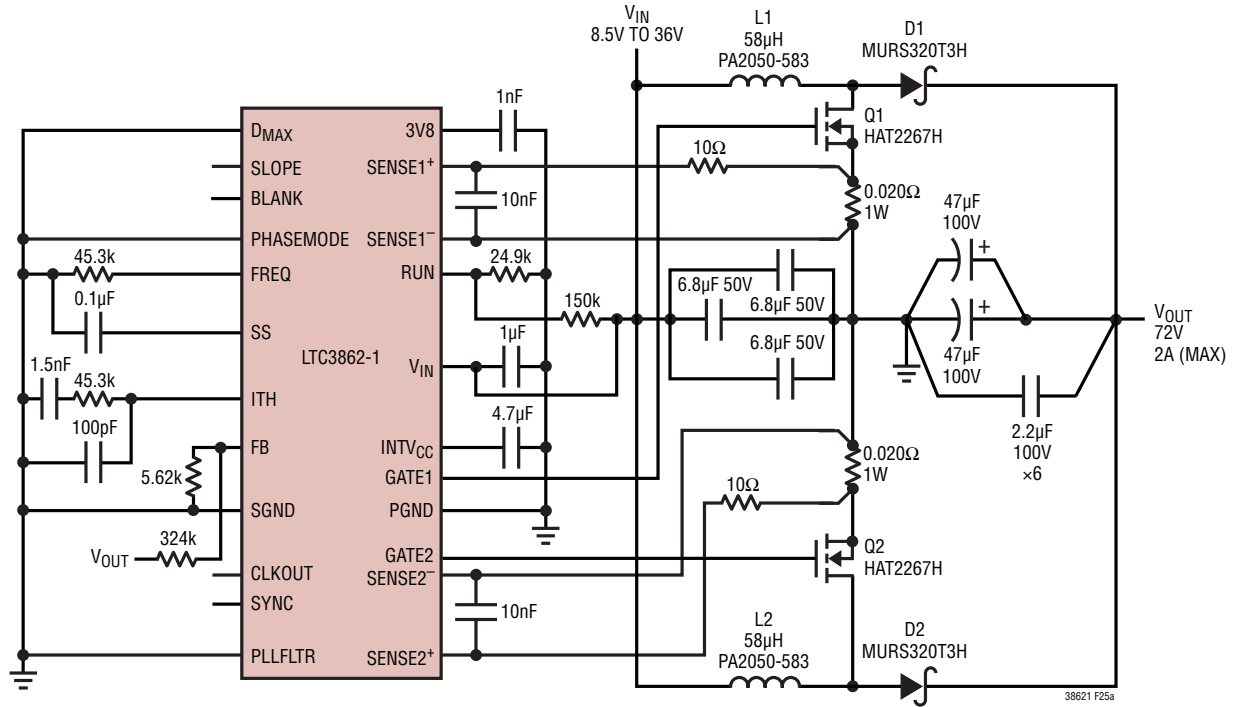 VIN
8.5V TO 36V
L1
58µH
PA2050-583
D1
MURS320T3H
1nF
DMAX
3V8
Q1
HAT2267H
SLOPE
SENSE1+
10Ω
BLANK
10nF
0.020Ω
1W
47µF
100V
PHASEMODE
SENSE1–
+
45.3k
FREQ
RUN
24.9k
6.8µF 50V
6.8µF 50V
0.1µF
150k
+
SS
1µF
6.8µF 50V
47µF
100V
VOUT
72V
2A (MAX)
LTC3862-1
VIN
1.5nF
45.3k
ITH
4.7µF
100pF
2.2µF
100V
×6
FB
INTVCC
0.020Ω
1W
5.62k
GATE1
10Ω
SGND
PGND
324k
VOUT
GATE2
Q2
HAT2267H
CLKOUT
SENSE2–
SYNC
10nF
L2
58µH
PA2050-583
D2
MURS320T3H
PLLFLTR
SENSE2+
38621 F25a